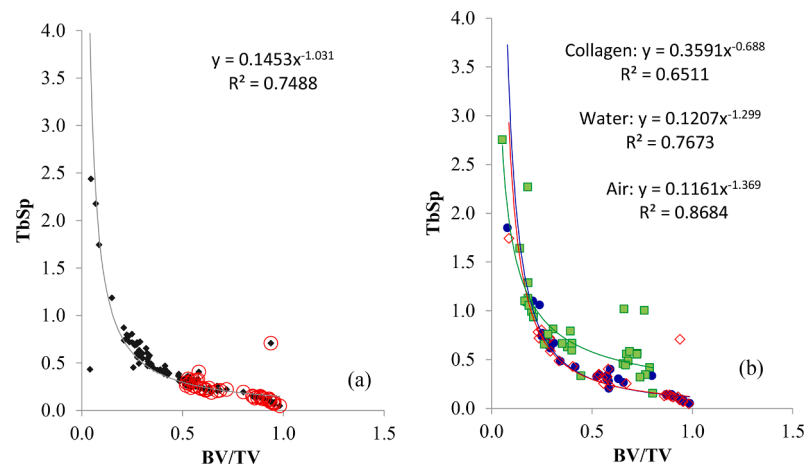 4.0
3.5
3.0
2.5
2.0
1.5
1.0
0.5
0.0
TbSp
0.0 0.5 1.0 1.5
BV/TV
y = 0.1453x^-1.031
R² = 0.7488
(a)
4.0
3.5
3.0
2.5
2.0
1.5
1.0
0.5
0.0
TbSp
0.0 0.5 1.0 1.5
BV/TV
Collagen: y = 0.3591x^-0.688
R² = 0.6511
Water: y = 0.1207x^-1.299
R² = 0.7673
Air: y = 0.1161x^-1.369
R² = 0.8684
(b)